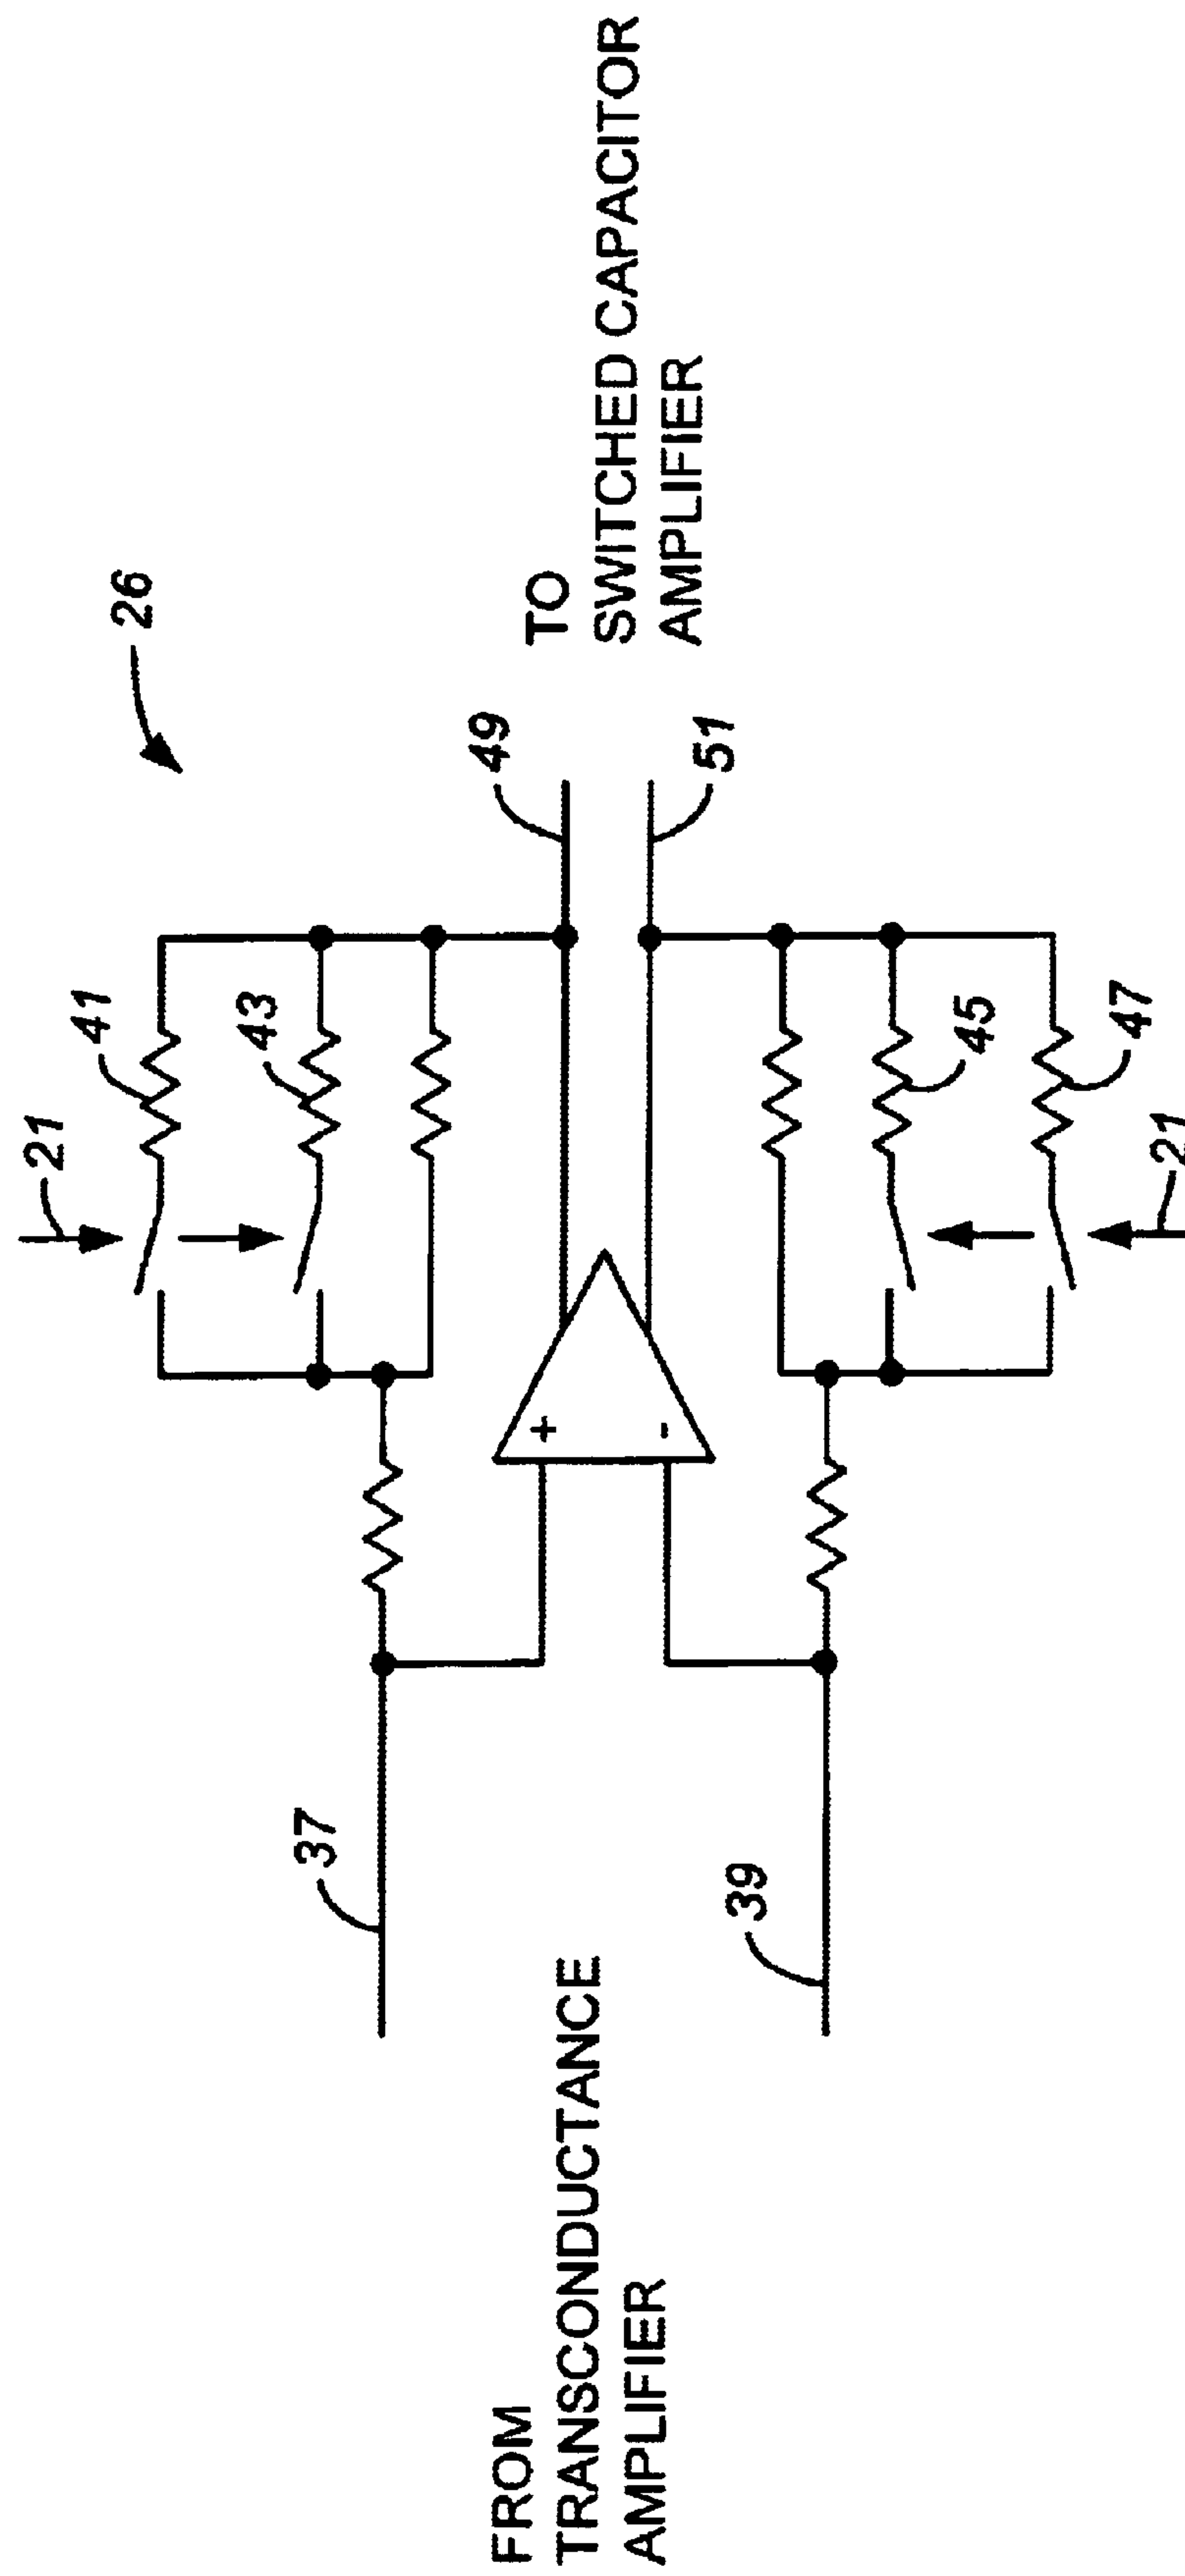 26
21
41
43
49
TO
SWITCHED CAPACITOR
AMPLIFIER
51
37
+
-
FROM
TRANSCONDUCTANCE
AMPLIFIER
39
45
47
21